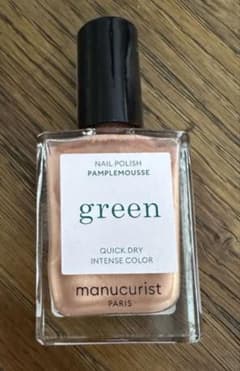 NAIL POLISH
PAMPLEMOUSSE
green
QUICK DRY
INTENSE COLOR
manucurist
PARIS